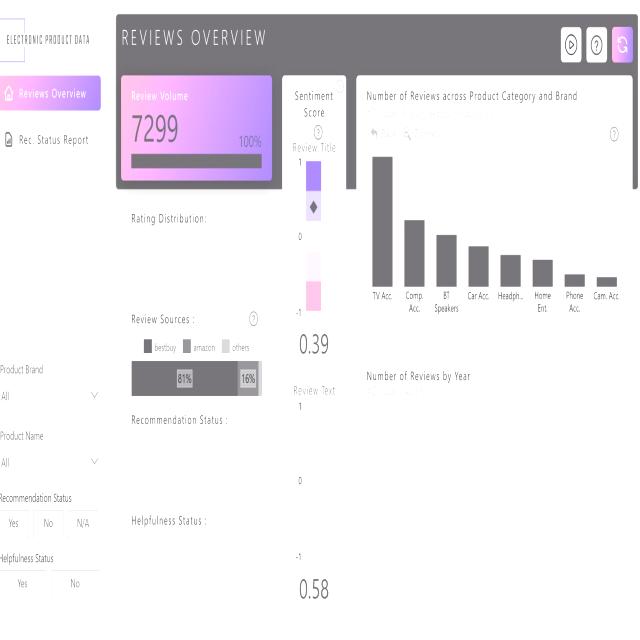 ELECTRONIC PRODUCT DATA
Reviews Overview
Rec. Status Report
Product Brand
All
Product Name
All
Recommendation Status
Yes No N/A
Helpfulness Status
Yes No
REVIEWS OVERVIEW
?
Review Volume
7299
100%
Rating Distribution:
Review Sources :
?
bestbuy amazon others
81% 16%
Recommendation Status :
Helpfulness Status :
Sentiment
Score
?
Review Title
1
0
-1
0.39
Review Text
1
0
-1
0.58
Number of Reviews across Product Category and Brand
?
TV Acc.
Comp.
Acc.
BT
Speakers
Car Acc.
Headph...
Home
Ent.
Phone
Acc.
Cam. Acc.
Number of Reviews by Year